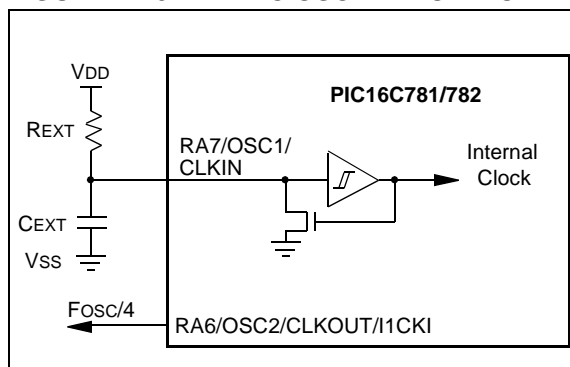 VDD
PIC16C781/782
REXT
RA7/OSC1/
CLKIN
Internal
Clock
CEXT
VSS
FOSC/4
RA6/OSC2/CLKOUT/I1CKI